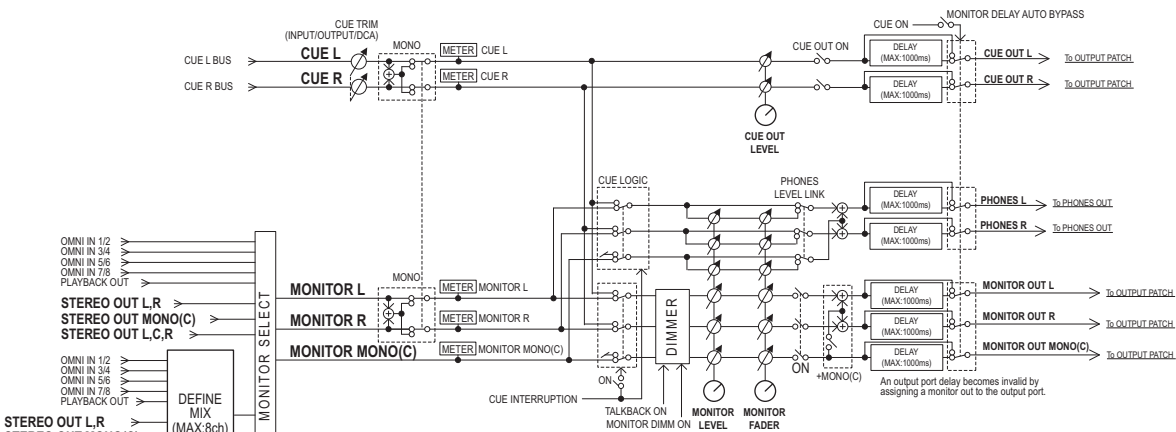 CUE TRIM
(INPUT/OUTPUT/DCA)
CUE L BUS
CUE L
MONO
METER CUE L
CUE R BUS
CUE R
METER CUE R
CUE OUT ON
CUE ON
MONITOR DELAY AUTO BYPASS
DELAY
(MAX:1000ms)
CUE OUT L
To OUTPUT PATCH
DELAY
(MAX:1000ms)
CUE OUT R
To OUTPUT PATCH
CUE OUT
LEVEL
CUE LOGIC
PHONES
LEVEL LINK
DELAY
(MAX:1000ms)
PHONES L
To PHONES OUT
DELAY
(MAX:1000ms)
PHONES R
To PHONES OUT
OMNI IN 1/2
OMNI IN 3/4
OMNI IN 5/6
OMNI IN 7/8
PLAYBACK OUT
STEREO OUT L,R
STEREO OUT MONO(C)
STEREO OUT L,C,R
OMNI IN 1/2
OMNI IN 3/4
OMNI IN 5/6
OMNI IN 7/8
PLAYBACK OUT
STEREO OUT L,R
DEFINE
MIX
(MAX:8ch)
MONITOR SELECT
MONITOR L
MONO
METER MONITOR L
MONITOR R
METER MONITOR R
MONITOR MONO(C)
METER MONITOR MONO(C)
ON
CUE INTERRUPTION
DIMMER
TALKBACK ON
MONITOR DIMM ON
MONITOR
LEVEL
MONITOR
FADER
ON
+MONO(C)
DELAY
(MAX:1000ms)
MONITOR OUT L
To OUTPUT PATCH
DELAY
(MAX:1000ms)
MONITOR OUT R
To OUTPUT PATCH
DELAY
(MAX:1000ms)
MONITOR OUT MONO(C)
To OUTPUT PATCH
An output port delay becomes invalid by
assigning a monitor out to the output port.